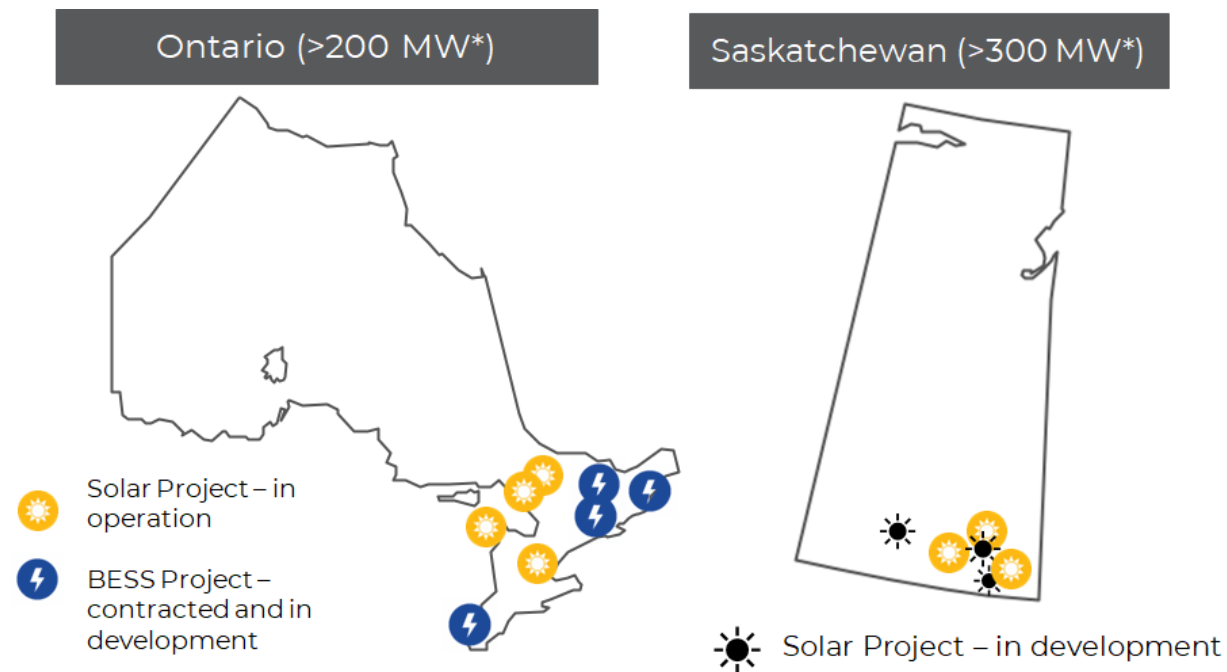 Ontario (>200 MW*)
Saskatchewan (>300 MW*)
Solar Project – in
operation
BESS Project –
contracted and in
development
Solar Project – in development